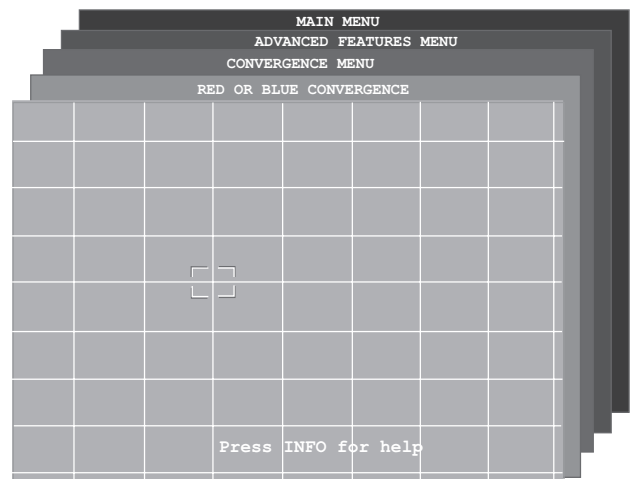 MAIN MENU
ADVANCED FEATURES MENU
CONVERGENCE MENU
RED OR BLUE CONVERGENCE
Press INFO for help